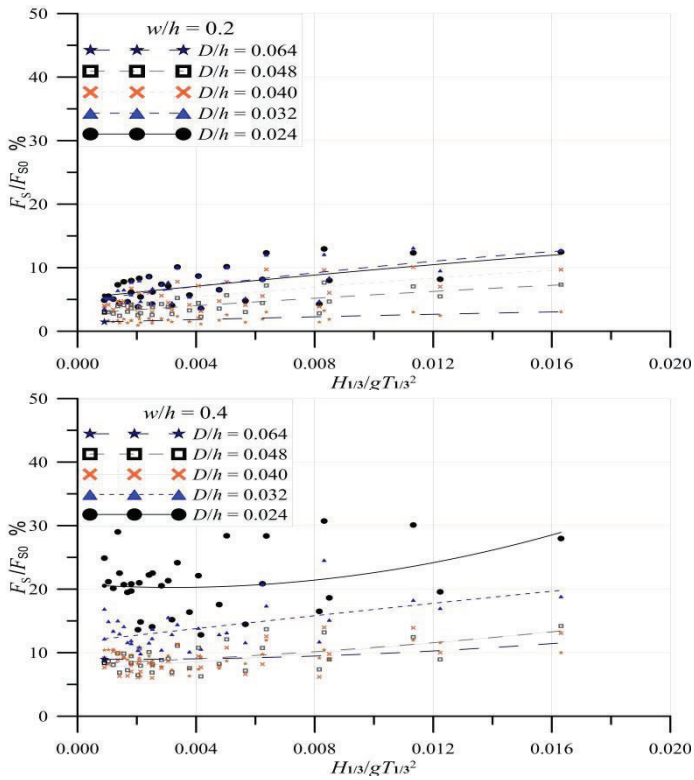 50
w/h = 0.2
D/h = 0.064
40
D/h = 0.048
D/h = 0.040
D/h = 0.032
30
D/h = 0.024
FS/FS0 %
20
10
0
0.000 0.004 0.008 0.012 0.016 0.020
H1/3/gT1/3²
50
w/h = 0.4
D/h = 0.064
40
D/h = 0.048
D/h = 0.040
D/h = 0.032
30
D/h = 0.024
FS/FS0 %
20
10
0
0.000 0.004 0.008 0.012 0.016 0.020
H1/3/gT1/3²